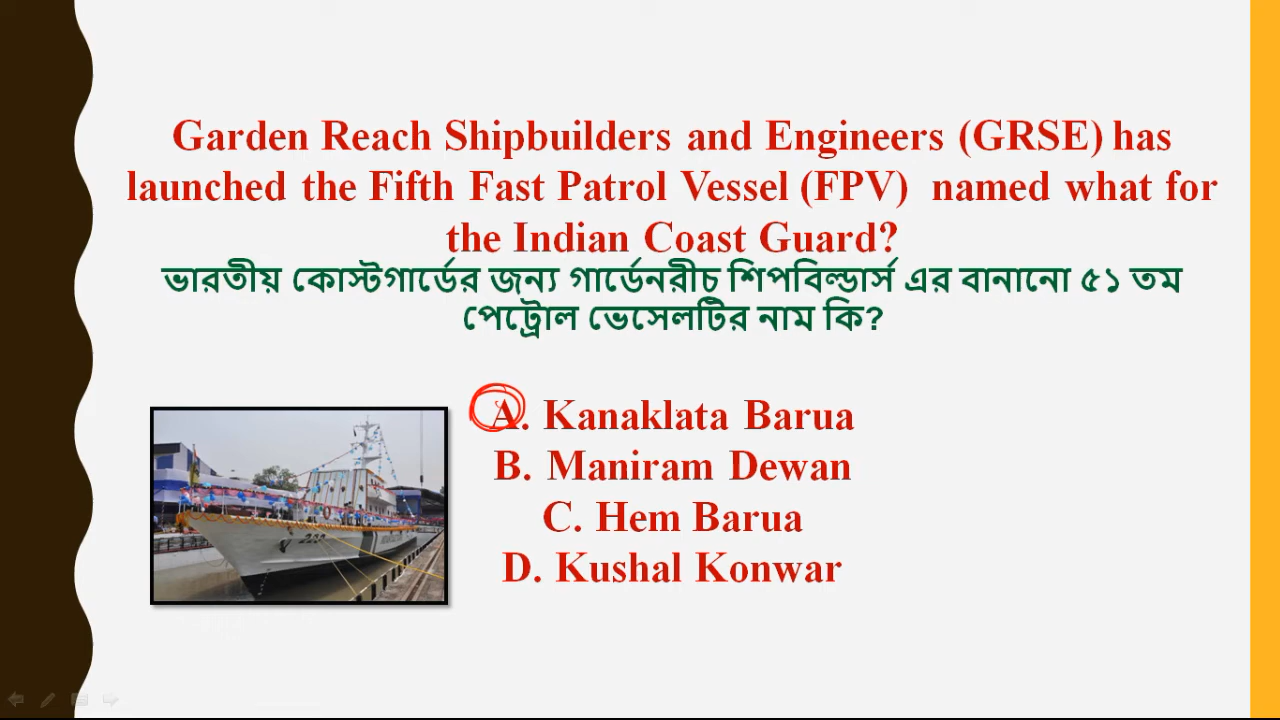 Garden Reach Shipbuilders and Engineers (GRSE) has
launched the Fifth Fast Patrol Vessel (FPV) named what for
the Indian Coast Guard?
ভারতীয় কোস্টগার্ডের জন্য গার্ডেনরীচ শিপবিল্ডার্স এর বানানো ৫১ তম
পেট্রোল ভেসেলটির নাম কি?
A. Kanaklata Barua
B. Maniram Dewan
C. Hem Barua
D. Kushal Konwar